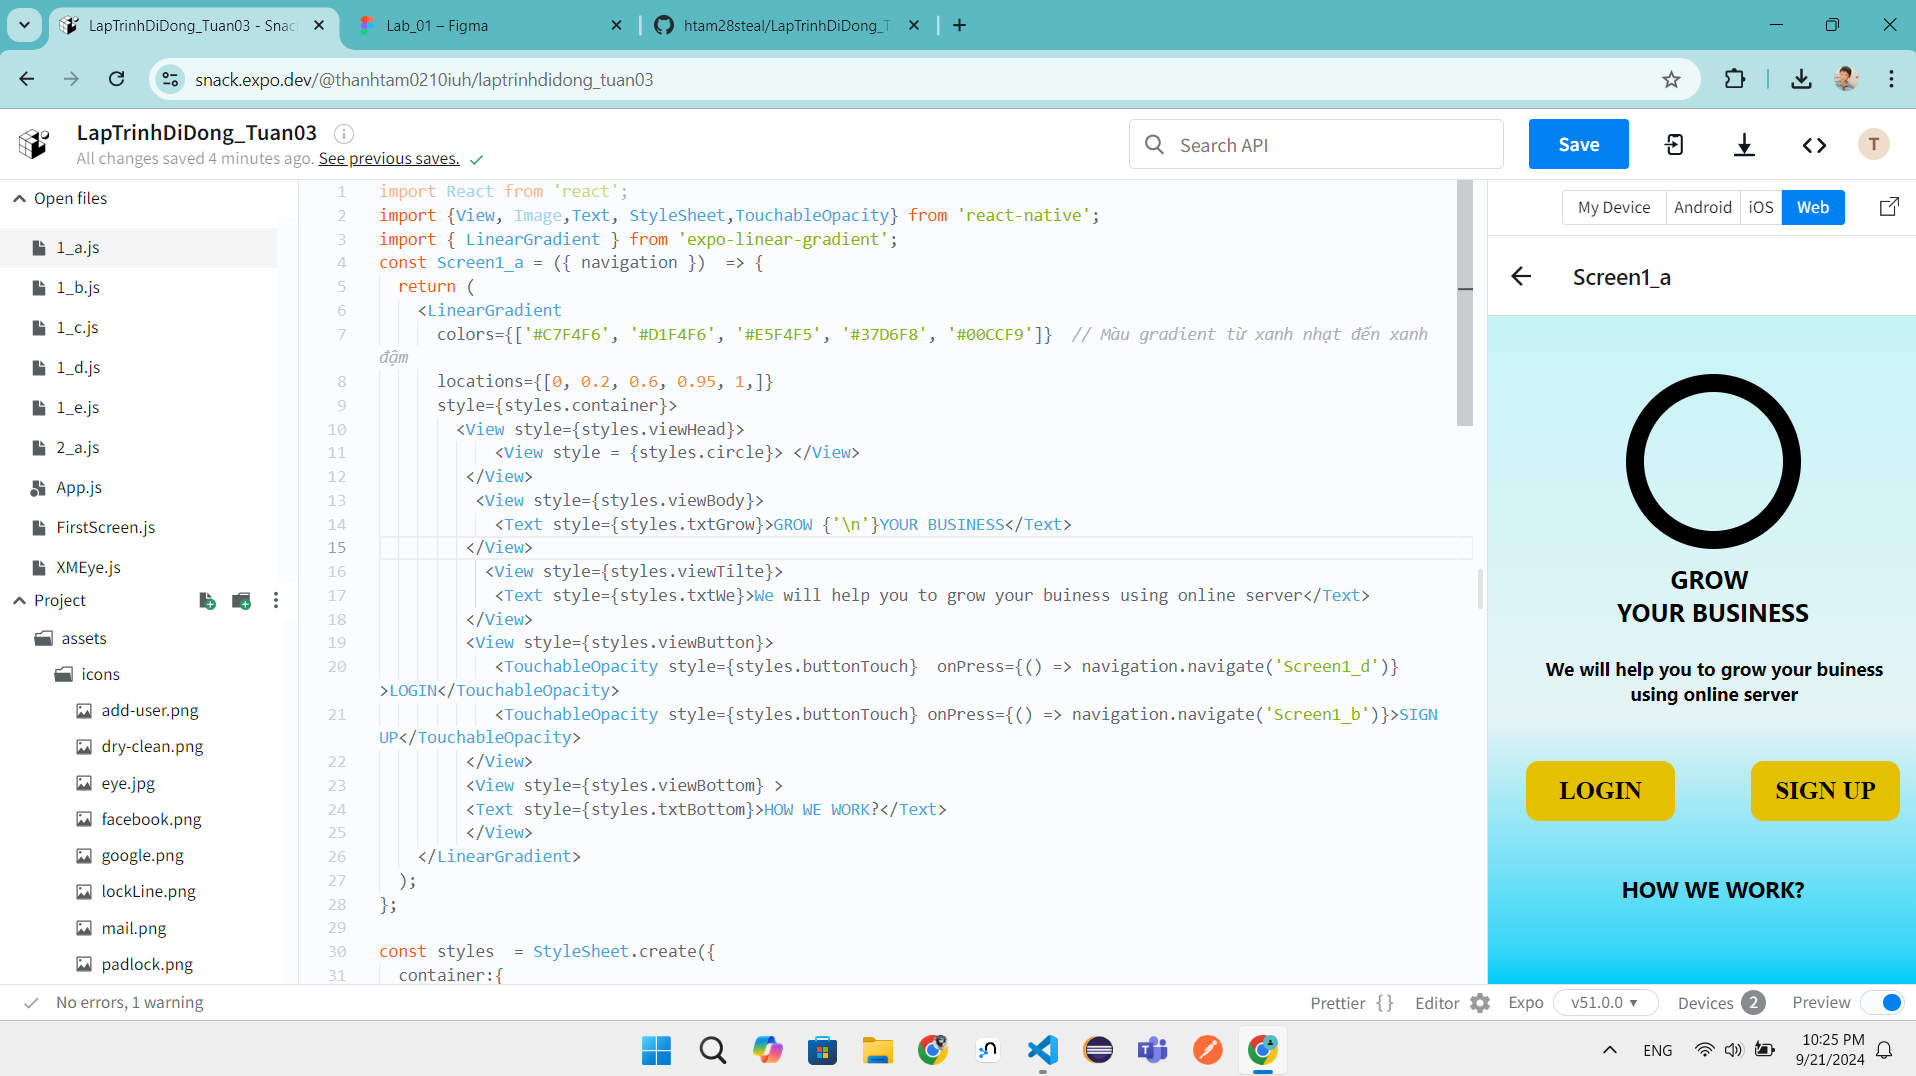 LapTrinhDiDong_Tuan03 - Snac
Lab_01 – Figma
htam28steal/LapTrinhDiDong_T
snack.expo.dev/@thanhtam0210iuh/laptrinhdidong_tuan03
LapTrinhDiDong_Tuan03
All changes saved 4 minutes ago. See previous saves.
Search API
Save
T
Open files
1_a.js
1_b.js
1_c.js
1_d.js
1_e.js
2_a.js
App.js
FirstScreen.js
XMEye.js
Project
assets
icons
add-user.png
dry-clean.png
eye.jpg
facebook.png
google.png
lockLine.png
mail.png
padlock.png
1 import React from 'react';
2 import {View, Image,Text, StyleSheet,TouchableOpacity} from 'react-native';
3 import { LinearGradient } from 'expo-linear-gradient';
4 const Screen1_a = ({ navigation })  => {
5 return (
6 <LinearGradient
7 colors={['#C7F4F6', '#D1F4F6', '#E5F4F5', '#37D6F8', '#00CCF9']}  // Màu gradient từ xanh nhạt đến xanh
đậm
8 locations={[0, 0.2, 0.6, 0.95, 1,]}
9 style={styles.container}>
10 <View style={styles.viewHead}>
11 <View style = {styles.circle}> </View>
12 </View>
13 <View style={styles.viewBody}>
14 <Text style={styles.txtGrow}>GROW {'\n'}YOUR BUSINESS</Text>
15 </View>
16 <View style={styles.viewTilte}>
17 <Text style={styles.txtWe}>We will help you to grow your buiness using online server</Text>
18 </View>
19 <View style={styles.viewButton}>
20 <TouchableOpacity style={styles.buttonTouch}  onPress={() => navigation.navigate('Screen1_d')}
>LOGIN</TouchableOpacity>
21 <TouchableOpacity style={styles.buttonTouch} onPress={() => navigation.navigate('Screen1_b')}>SIGN
UP</TouchableOpacity>
22 </View>
23 <View style={styles.viewBottom} >
24 <Text style={styles.txtBottom}>HOW WE WORK?</Text>
25 </View>
26 </LinearGradient>
27 );
28 };
29
30 const styles  = StyleSheet.create({
31 container:{
My Device
Android
iOS
Web
Screen1_a
GROW
YOUR BUSINESS
We will help you to grow your buiness
using online server
LOGIN
SIGN UP
HOW WE WORK?
No errors, 1 warning
Prettier {}
Editor
Expo
v51.0.0
Devices 2
Preview
ENG
10:25 PM
9/21/2024